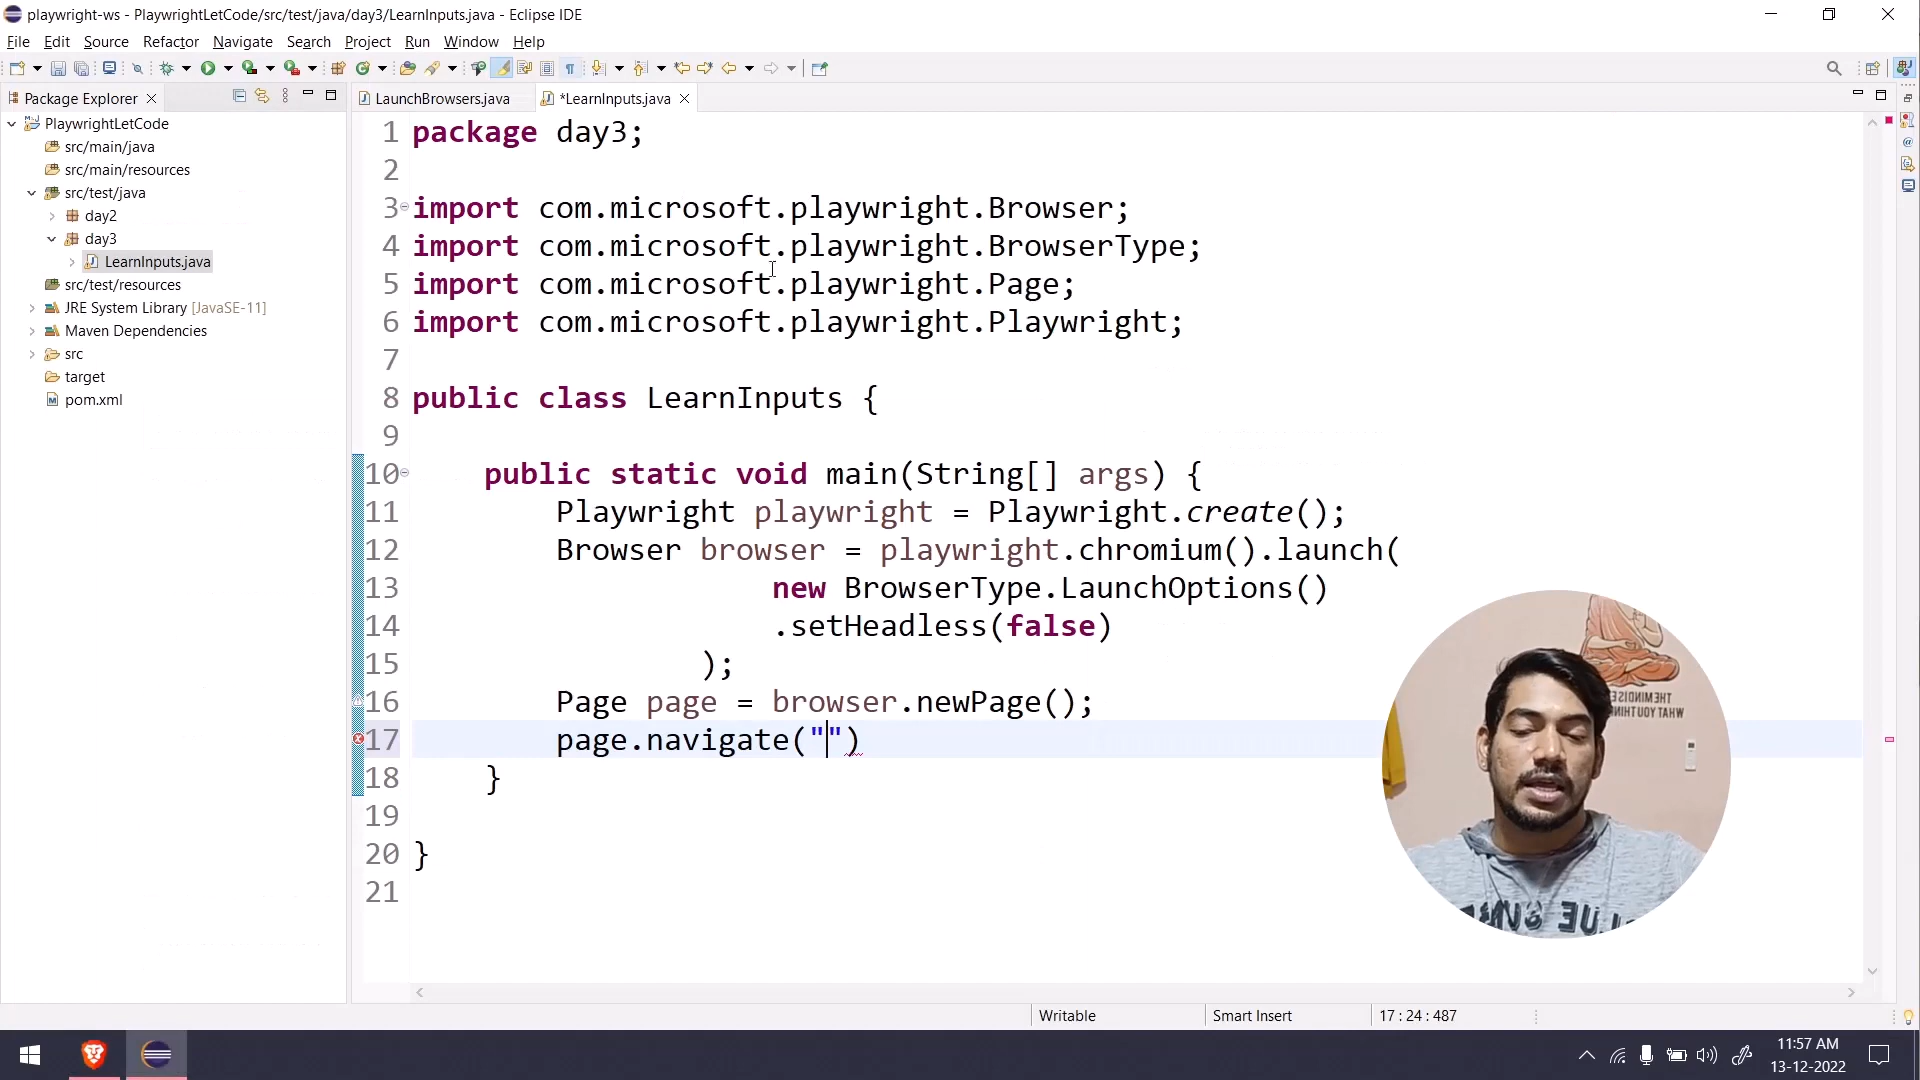 playwright-ws - PlaywrightLetCode/src/test/java/day3/LearnInputs.java - Eclipse IDE
File Edit Source Refactor Navigate Search Project Run Window Help
Package Explorer
LaunchBrowsers.java
*LearnInputs.java
PlaywrightLetCode
src/main/java
src/main/resources
src/test/java
day2
day3
LearnInputs.java
src/test/resources
JRE System Library [JavaSE-11]
Maven Dependencies
src
target
pom.xml
1 package day3;
2
3 import com.microsoft.playwright.Browser;
4 import com.microsoft.playwright.BrowserType;
5 import com.microsoft.playwright.Page;
6 import com.microsoft.playwright.Playwright;
7
8 public class LearnInputs {
9
10 public static void main(String[] args) {
11 Playwright playwright = Playwright.create();
12 Browser browser = playwright.chromium().launch(
13 new BrowserType.LaunchOptions()
14 .setHeadless(false)
15 );
16 Page page = browser.newPage();
17 page.navigate("")
18 }
19
20 }
21
THE MIND IS E
WHAT YOU THIN
Writable
Smart Insert
17 : 24 : 487
11:57 AM
13-12-2022